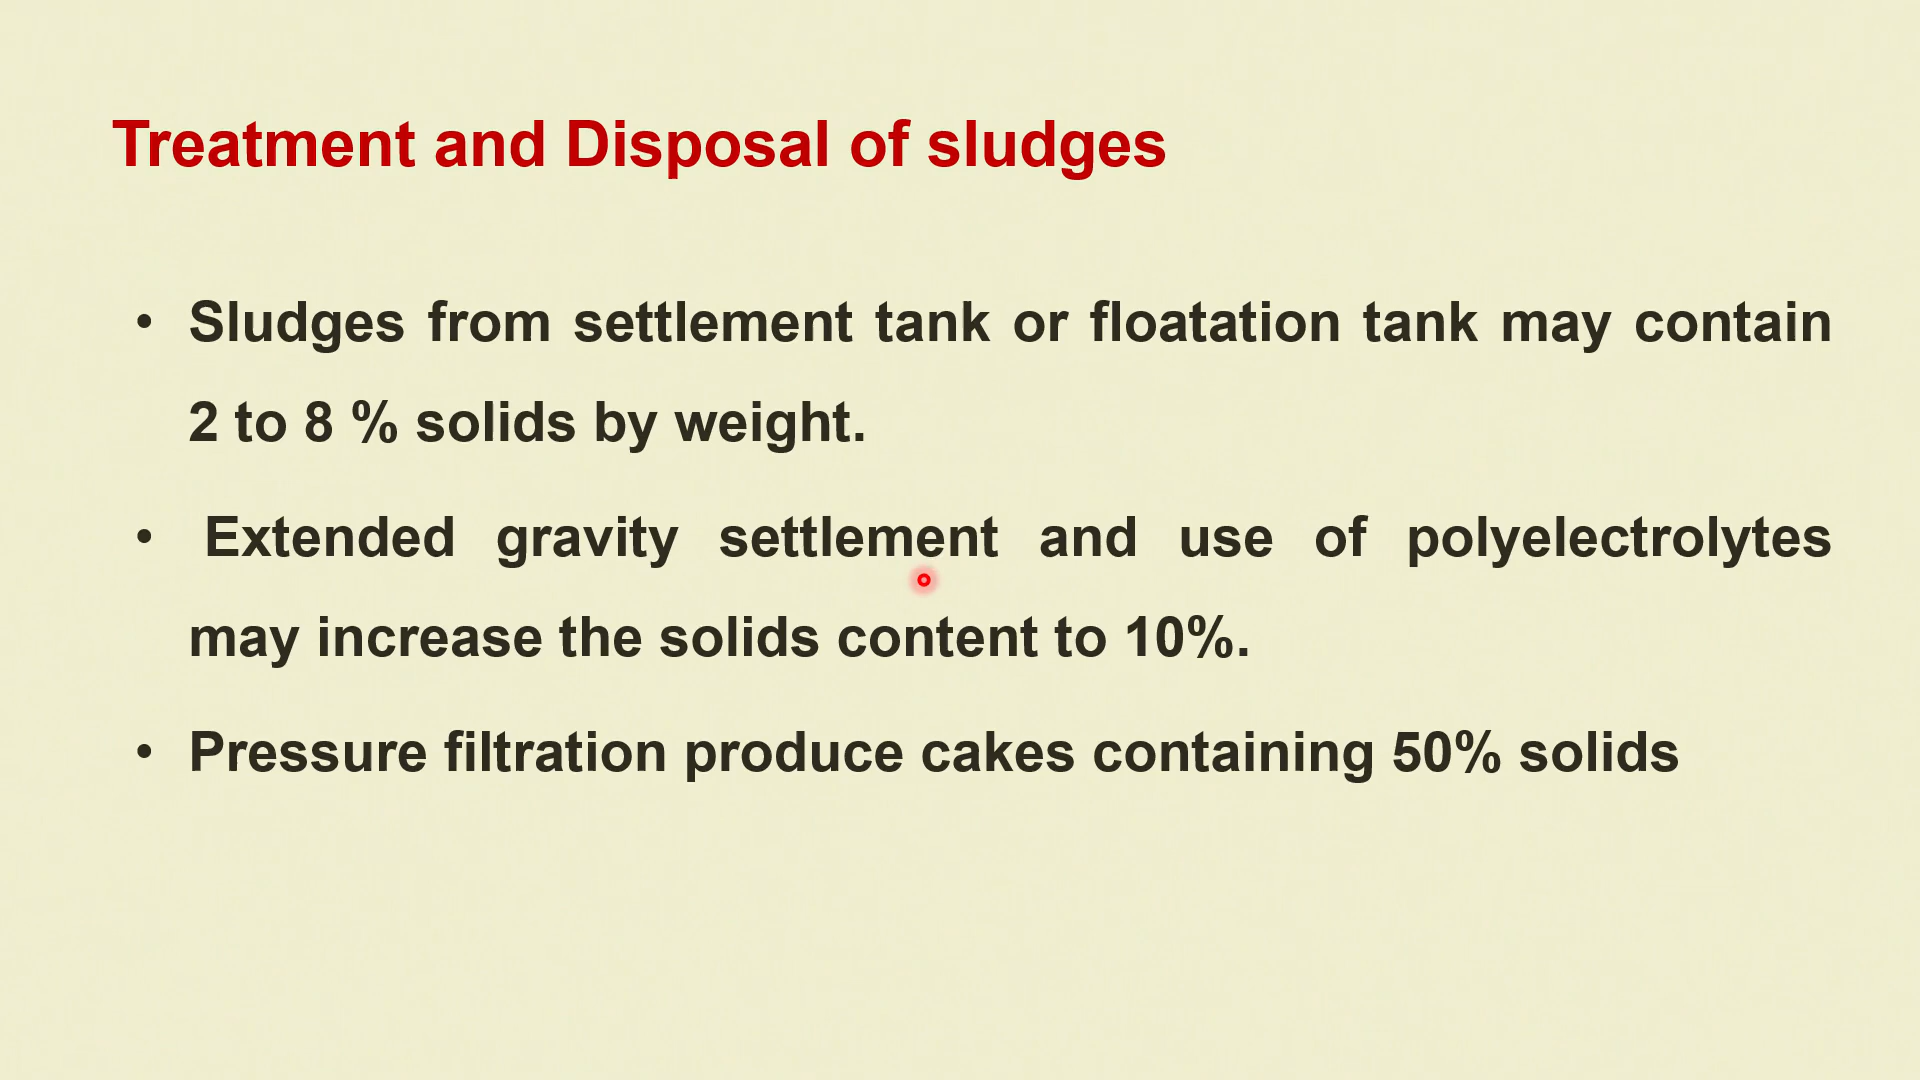 Treatment and Disposal of sludges
• Sludges from settlement tank or floatation tank may contain
2 to 8 % solids by weight.
• Extended gravity settlement and use of polyelectrolytes
may increase the solids content to 10%.
• Pressure filtration produce cakes containing 50% solids